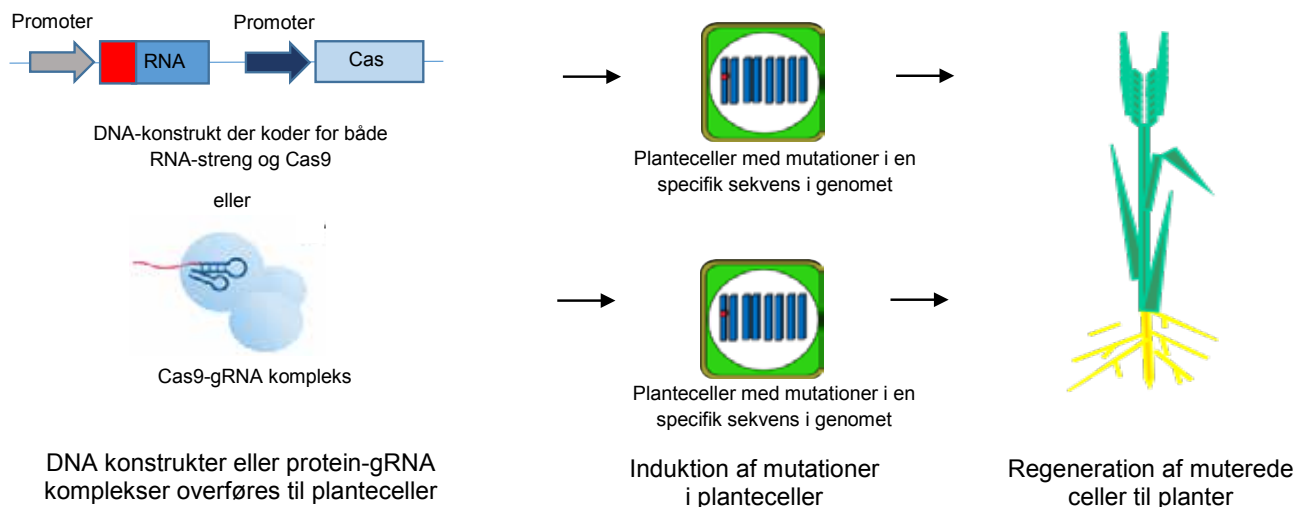 Promoter
Promoter
RNA
Cas
DNA-konstrukt der koder for både
RNA-streng og Cas9
eller
Cas9-gRNA kompleks
DNA konstrukter eller protein-gRNA
komplekser overføres til planteceller
Planteceller med mutationer i en
specifik sekvens i genomet
Planteceller med mutationer i en
specifik sekvens i genomet
Induktion af mutationer
i planteceller
Regeneration af muterede
celler til planter